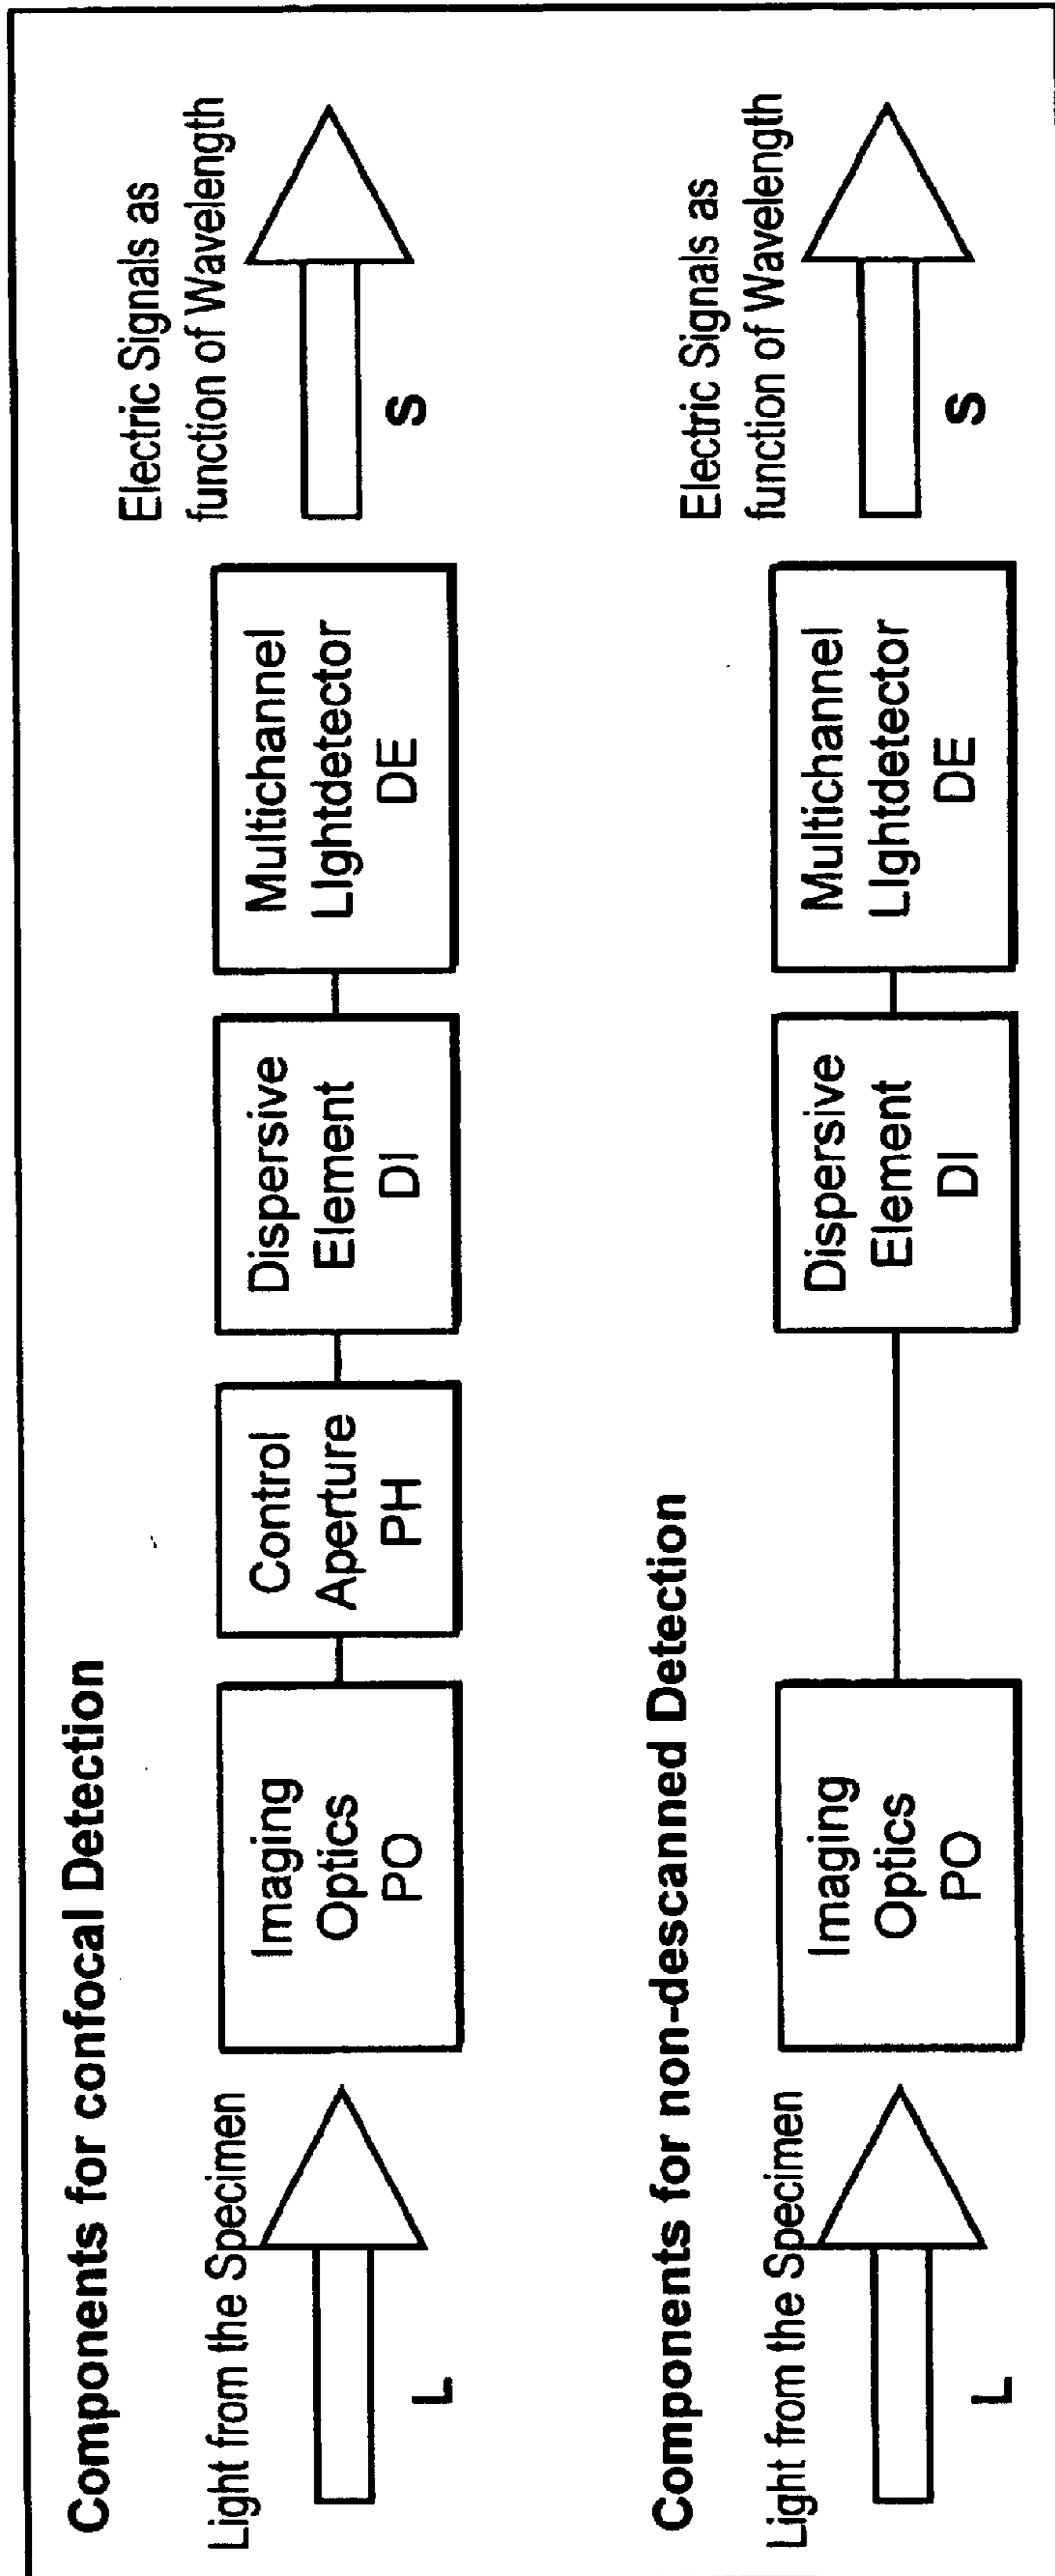 Components for confocal Detection
Light from the Specimen
L
Imaging
Optics
PO
Control
Aperture
PH
Dispersive
Element
DI
Multichannel
LIghtdetector
DE
Electric Signals as
function of Wavelength
S
Components for non-descanned Detection
Light from the Specimen
L
Imaging
Optics
PO
Dispersive
Element
DI
Multichannel
LIghtdetector
DE
Electric Signals as
function of Wavelength
S